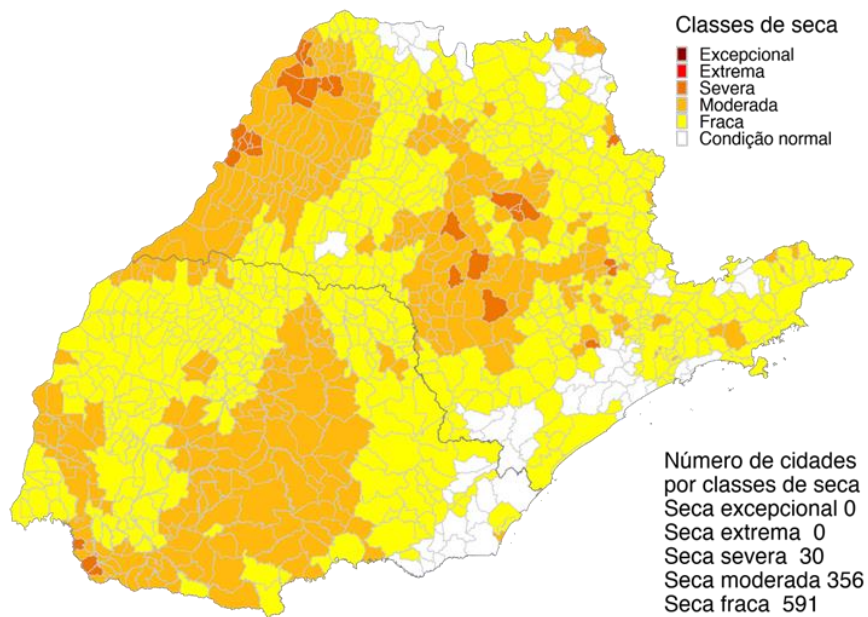 Classes de seca
Excepcional
Extrema
Severa
Moderada
Fraca
Condição normal
Número de cidades
por classes de seca
Seca excepcional 0
Seca extrema 0
Seca severa 30
Seca moderada 356
Seca fraca 591